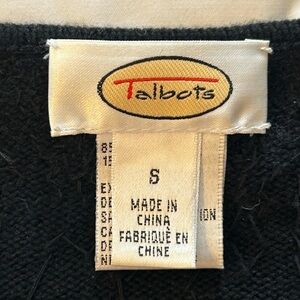 Talbots
S
MADE IN
CHINA
FABRIQUÉ EN
CHINE